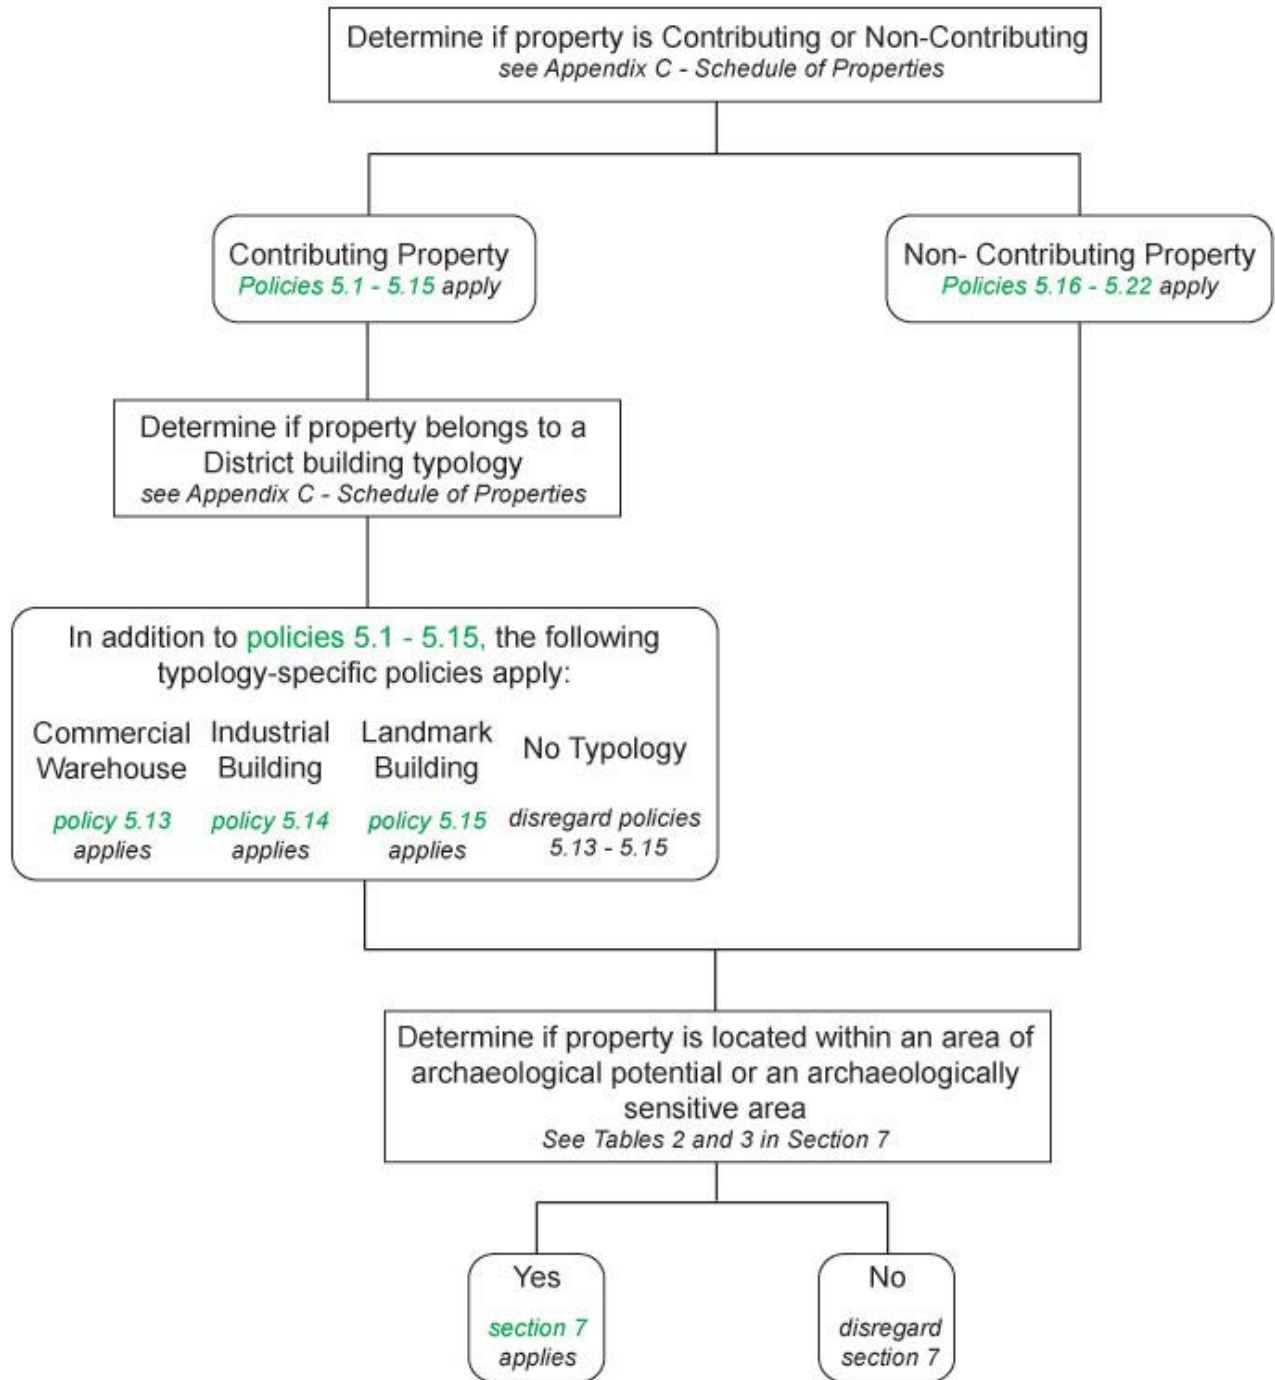 Determine if property is Contributing or Non-Contributing
see Appendix C - Schedule of Properties
Contributing Property
Policies 5.1 - 5.15 apply
Non- Contributing Property
Policies 5.16 - 5.22 apply
Determine if property belongs to a
District building typology
see Appendix C - Schedule of Properties
In addition to policies 5.1 - 5.15, the following
typology-specific policies apply:
Commercial
Warehouse
policy 5.13
applies
Industrial
Building
policy 5.14
applies
Landmark
Building
policy 5.15
applies
No Typology
disregard policies
5.13 - 5.15
Determine if property is located within an area of
archaeological potential or an archaeologically
sensitive area
See Tables 2 and 3 in Section 7
Yes
section 7
applies
No
disregard
section 7